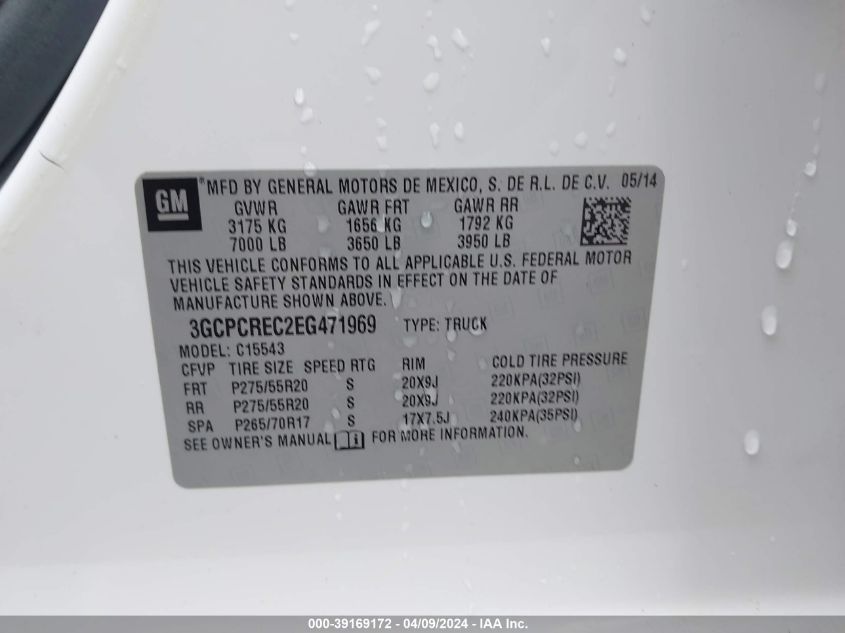 GM ® MFD BY GENERAL MOTORS DE MEXICO, S. DE R.L. DE C.V. 05/14
GVWR GAWR FRT GAWR RR
3175 KG 1656 KG 1792 KG
7000 LB 3650 LB 3950 LB
THIS VEHICLE CONFORMS TO ALL APPLICABLE U.S. FEDERAL MOTOR
VEHICLE SAFETY STANDARDS IN EFFECT ON THE DATE OF
MANUFACTURE SHOWN ABOVE.
3GCPCREC2EG471969 TYPE: TRUCK
MODEL: C15543
CFVP TIRE SIZE SPEED RTG RIM COLD TIRE PRESSURE
FRT P275/55R20 S 20X9J 220KPA(32PSI)
RR P275/55R20 S 20X9J 220KPA(32PSI)
SPA P265/70R17 S 17X7.5J 240KPA(35PSI)
SEE OWNER'S MANUAL FOR MORE INFORMATION.
000-39169172 - 04/09/2024 - IAA Inc.